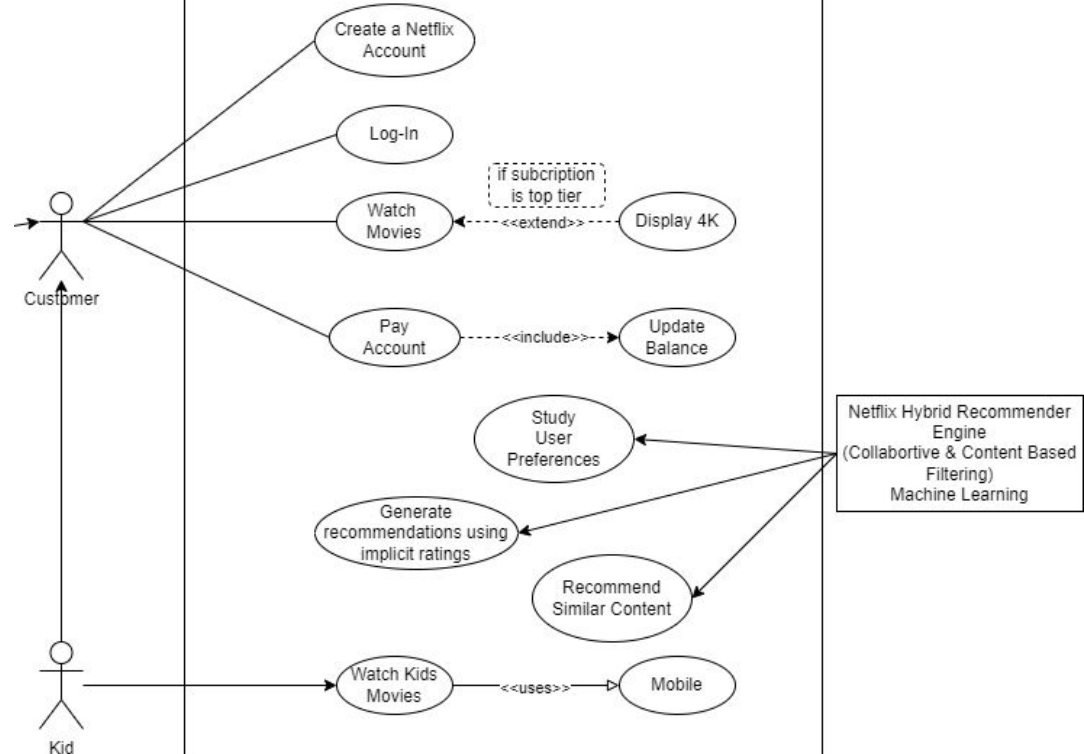 Create a Netflix
Account
Log-In
if subcription
is top tier
Watch
Movies
<<extend>>
Display 4K
Customer
Pay
Account
<<include>>
Update
Balance
Study
User
Preferences
Netflix Hybrid Recommender
Engine
(Collabortive & Content Based
Filtering)
Machine Learning
Generate
recommendations using
implicit ratings
Recommend
Similar Content
Watch Kids
Movies
<<uses>>
Mobile
Kid